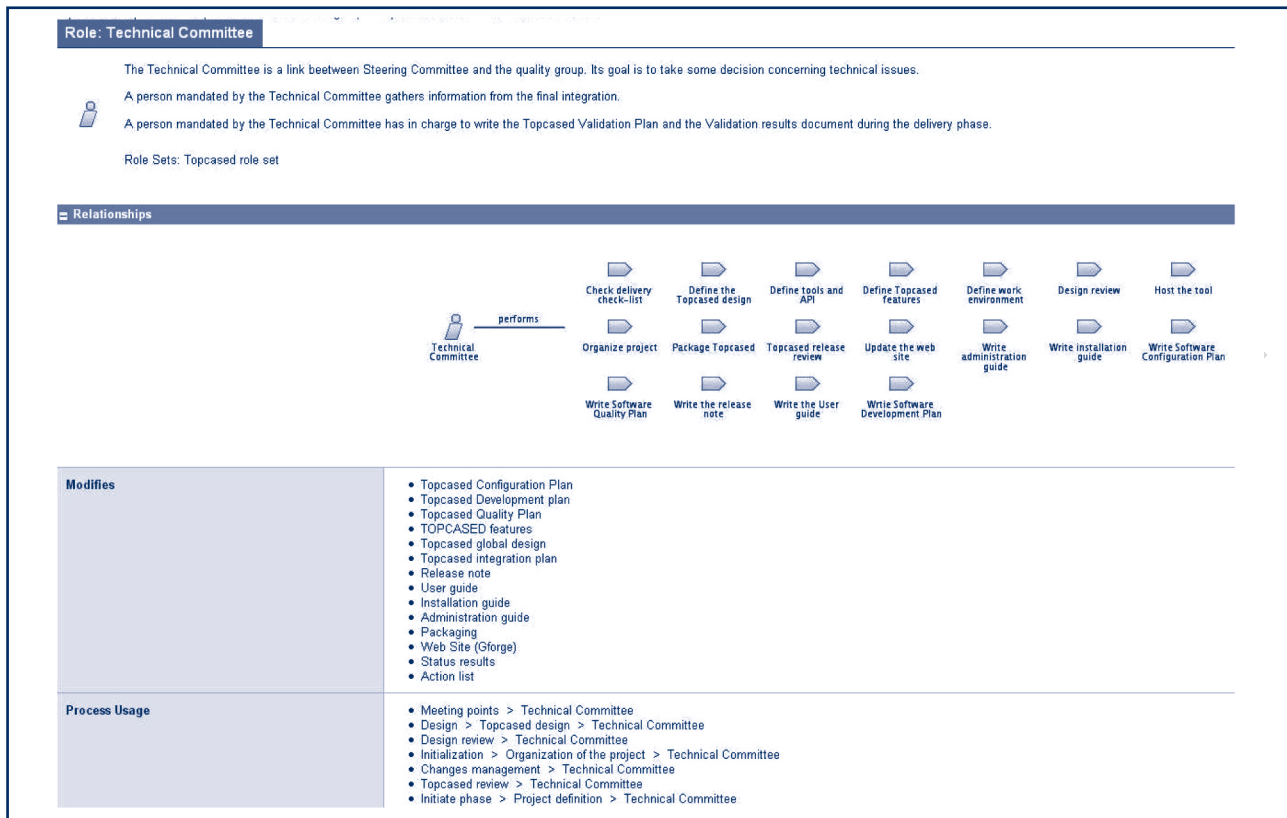 Role: Technical Committee
The Technical Committee is a link beetween Steering Committee and the quality group. Its goal is to take some decision concerning technical issues.
A person mandated by the Technical Committee gathers information from the final integration.
A person mandated by the Technical Committee has in charge to write the Topcased Validation Plan and the Validation results document during the delivery phase.
Role Sets: Topcased role set
Relationships
Check delivery
check-list
Define the
Topcased design
Define tools and
API
Define Topcased
features
Define work
environment
Design review
Host the tool
performs
Technical
Committee
Organize project
Package Topcased
Topcased release
review
Update the web
site
Write
administration
guide
Write installation
guide
Write Software
Configuration Plan
Write Software
Quality Plan
Write the release
note
Write the User
guide
Wrtie Software
Development Plan
Modifies
• Topcased Configuration Plan
• Topcased Development plan
• Topcased Quality Plan
• TOPCASED features
• Topcased global design
• Topcased integration plan
• Release note
• User guide
• Installation guide
• Administration guide
• Packaging
• Web Site (Gforge)
• Status results
• Action list
Process Usage
• Meeting points > Technical Committee
• Design > Topcased design > Technical Committee
• Design review > Technical Committee
• Initialization > Organization of the project > Technical Committee
• Changes management > Technical Committee
• Topcased review > Technical Committee
• Initiate phase > Project definition > Technical Committee